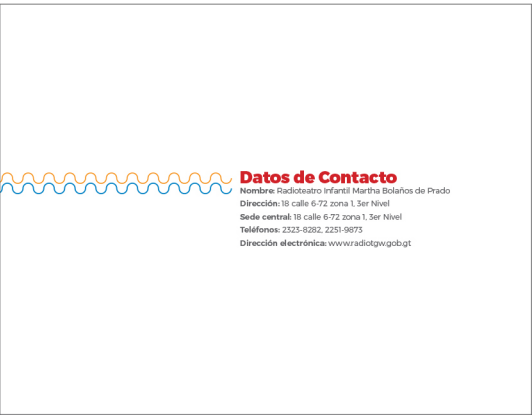 Datos de Contacto
Nombre: Radioteatro Infantil Martha Bolaños de Prado
Dirección: 18 calle 6-72 zona 1, 3er Nivel
Sede central: 18 calle 6-72 zona 1, 3er Nivel
Teléfonos: 2323-8282, 2251-9873
Dirección electrónica: www.radiotgw.gob.gt